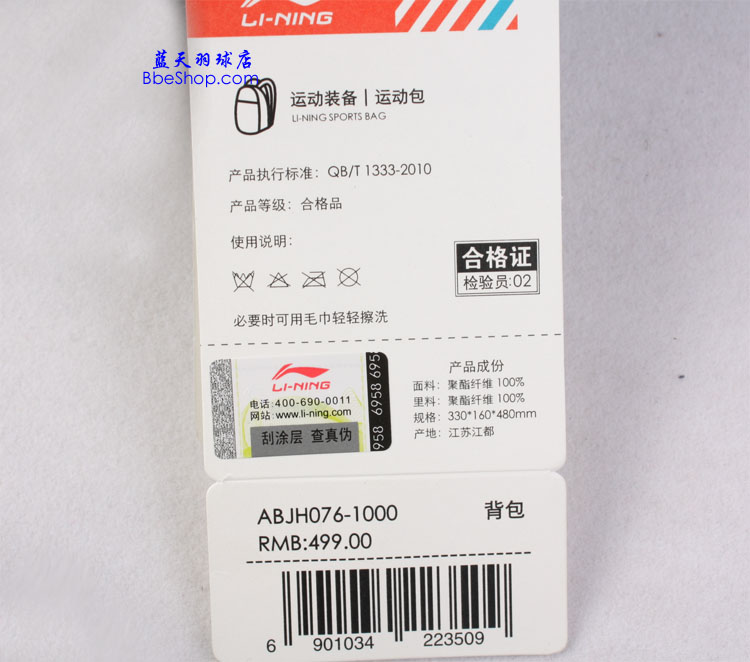 LI-NING
蓝天羽球店
BbeShop.com
运动装备 | 运动包
LI-NING SPORTS BAG
产品执行标准: QB/T 1333-2010
产品等级: 合格品
使用说明:
合格证
检验员:02
必要时可用毛巾轻轻擦洗
LI-NING
电话:400-690-0011
网站:www.li-ning.com
刮涂层 查真伪
958 6958 6958
产品成份
面料: 聚酯纤维 100%
里料: 聚酯纤维 100%
规格: 330*160*480mm
产地: 江苏江都
ABJH076-1000 背包
RMB:499.00
6 901034 223509